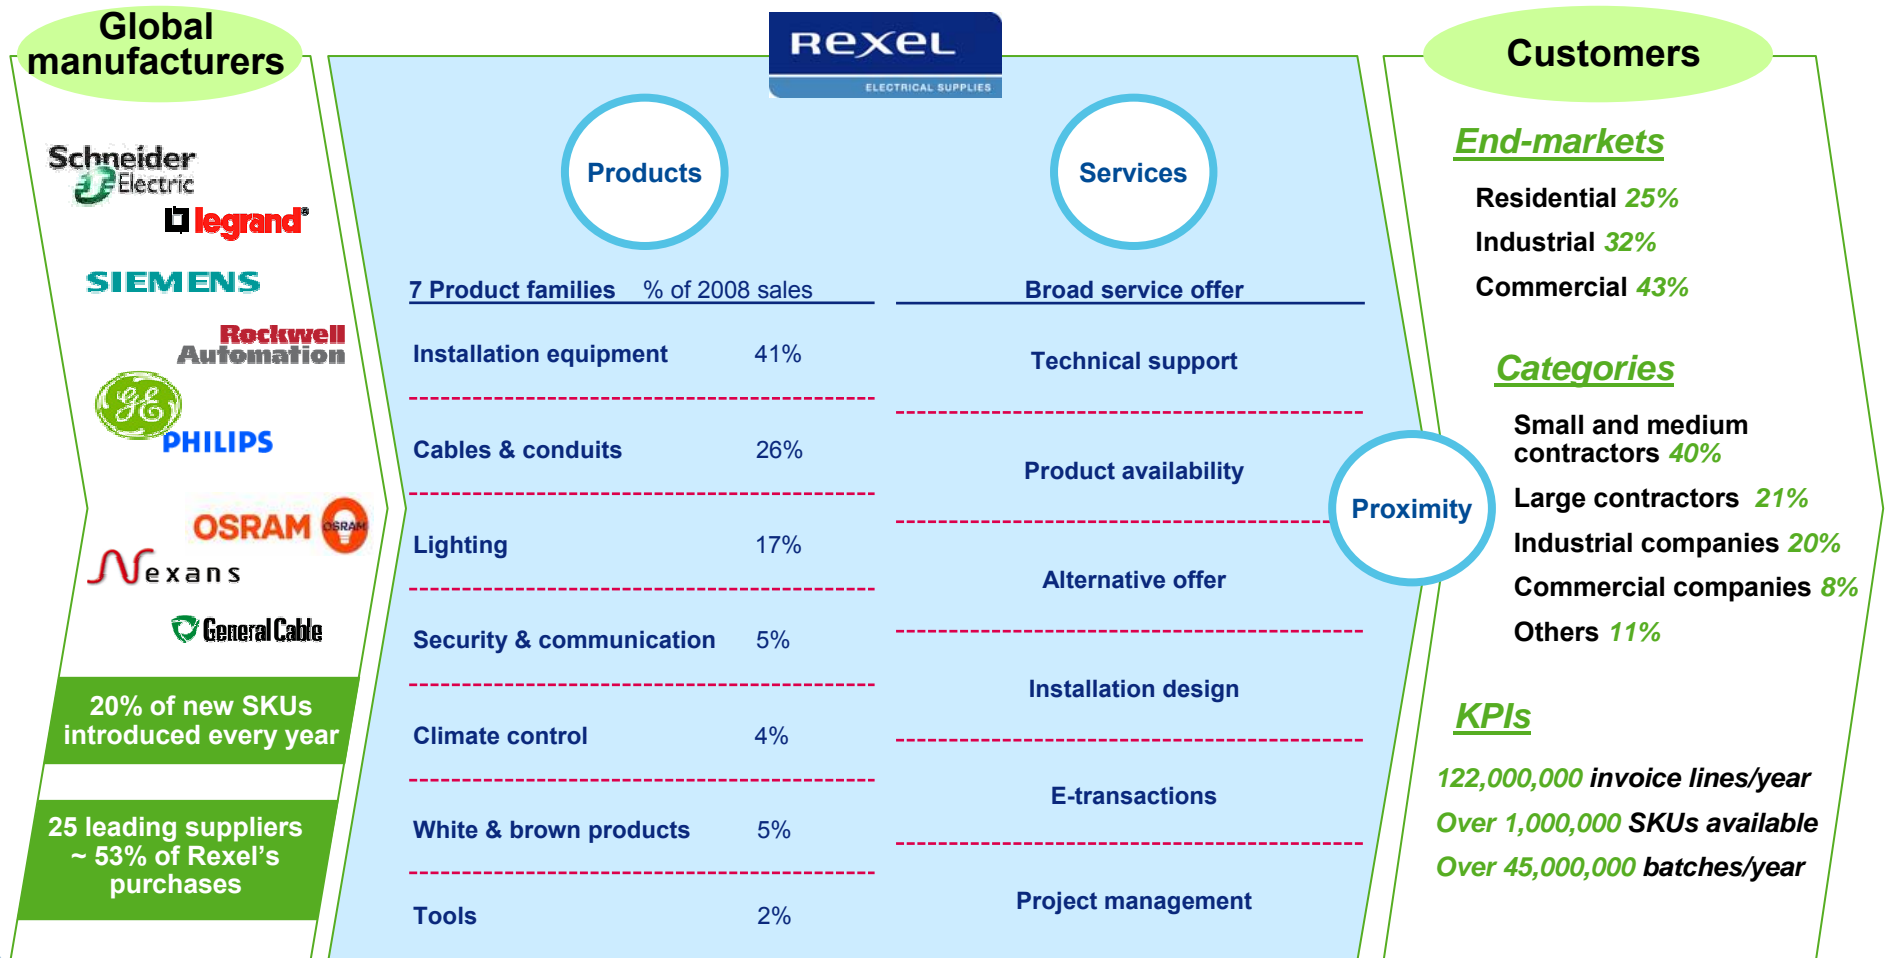 Global
manufacturers
Schneider
Electric
legrand®
SIEMENS
Rockwell
Automation
GE
PHILIPS
OSRAM OSRAM
Nexans
General Cable
20% of new SKUs
introduced every year
25 leading suppliers
~ 53% of Rexel's
purchases
REXEL
ELECTRICAL SUPPLIES
Products
7 Product families % of 2008 sales
Installation equipment 41%
Cables & conduits 26%
Lighting 17%
Security & communication 5%
Climate control 4%
White & brown products 5%
Tools 2%
Services
Broad service offer
Technical support
Product availability
Alternative offer
Installation design
E-transactions
Project management
Proximity
Customers
End-markets
Residential 25%
Industrial 32%
Commercial 43%
Categories
Small and medium
contractors 40%
Large contractors 21%
Industrial companies 20%
Commercial companies 8%
Others 11%
KPIs
122,000,000 invoice lines/year
Over 1,000,000 SKUs available
Over 45,000,000 batches/year